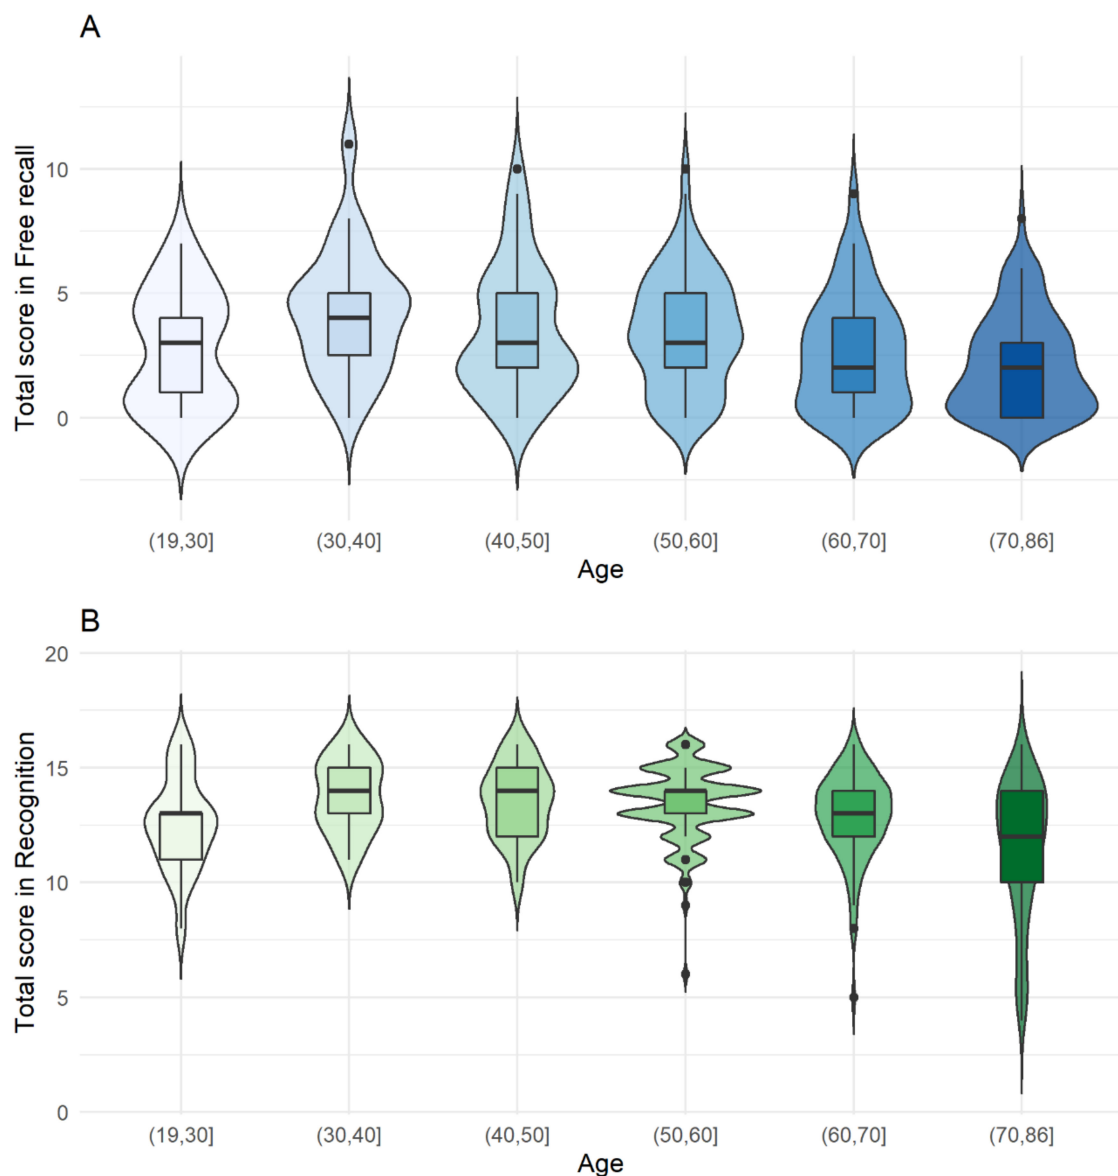 A
Total score in Free recall
10
5
0
(19,30] (30,40] (40,50] (50,60] (60,70] (70,86]
Age
B
Total score in Recognition
20
15
10
5
0
(19,30] (30,40] (40,50] (50,60] (60,70] (70,86]
Age